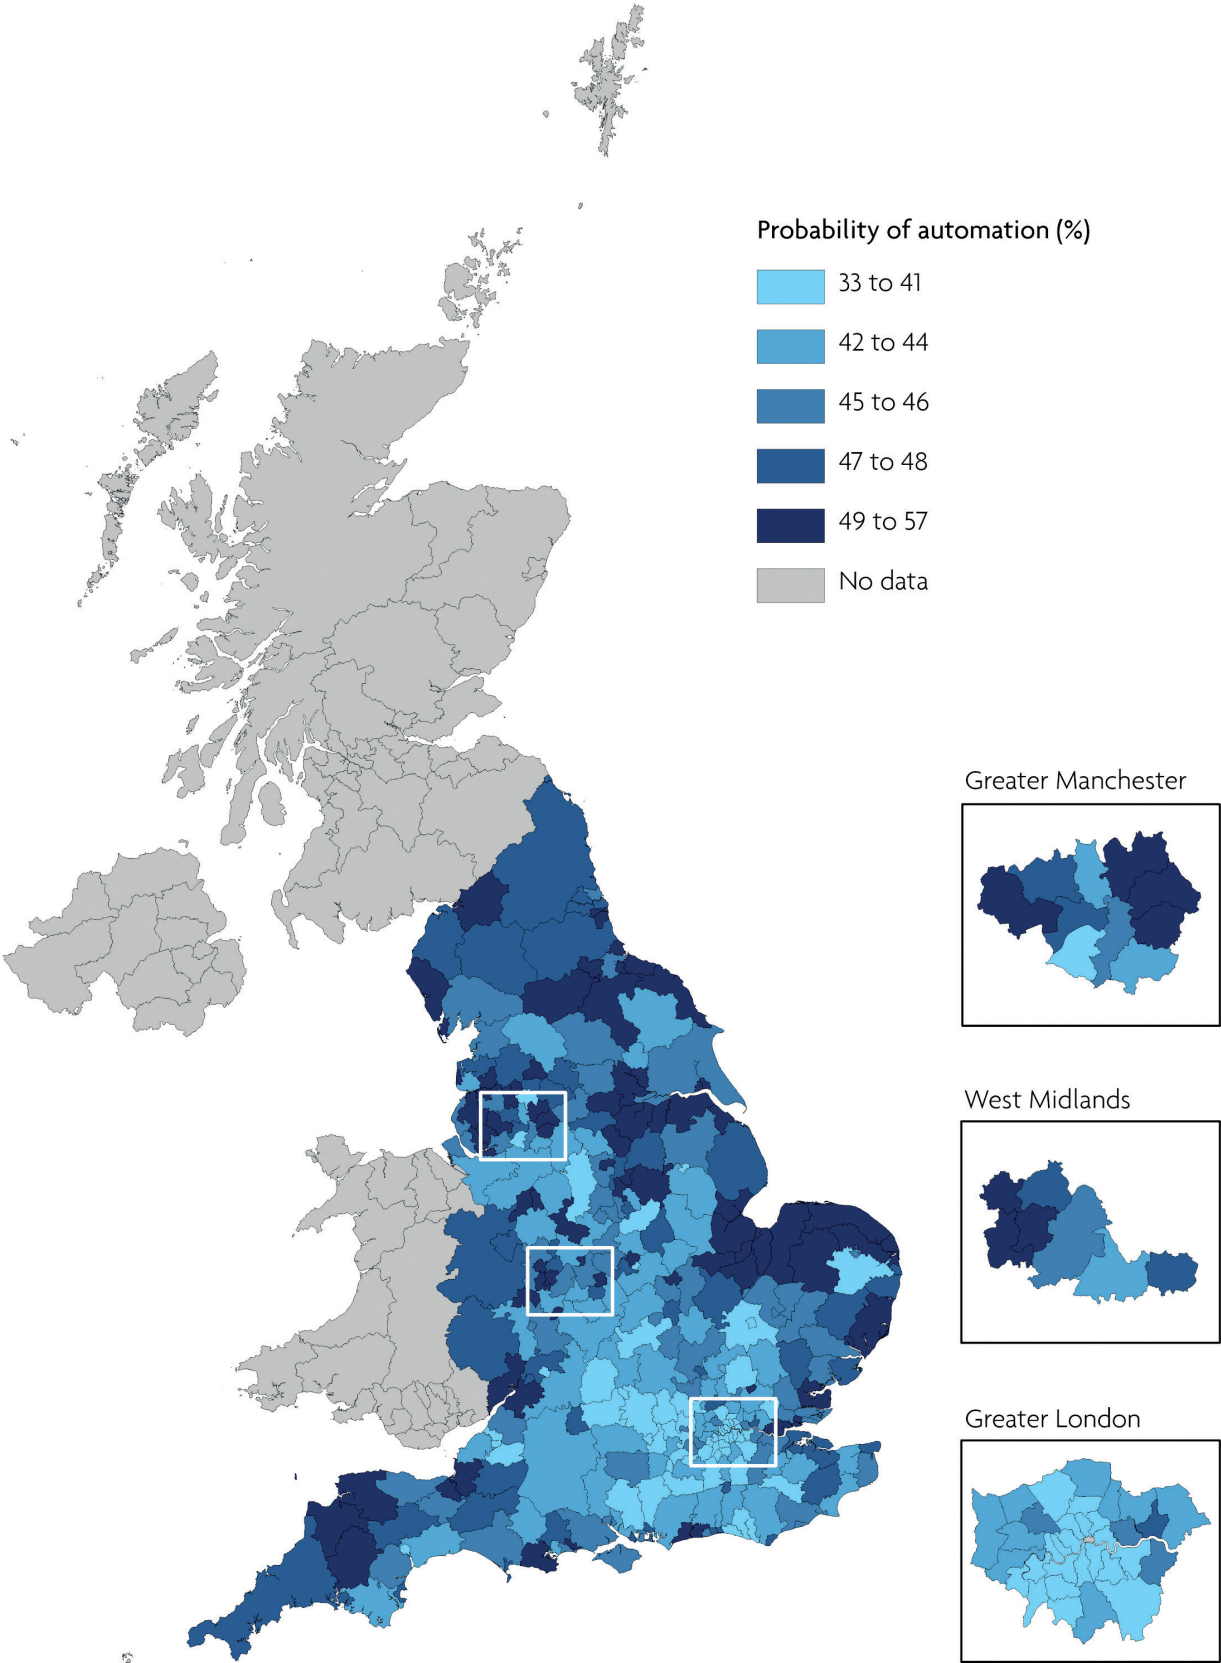 Probability of automation (%)
33 to 41
42 to 44
45 to 46
47 to 48
49 to 57
No data
Greater Manchester
West Midlands
Greater London